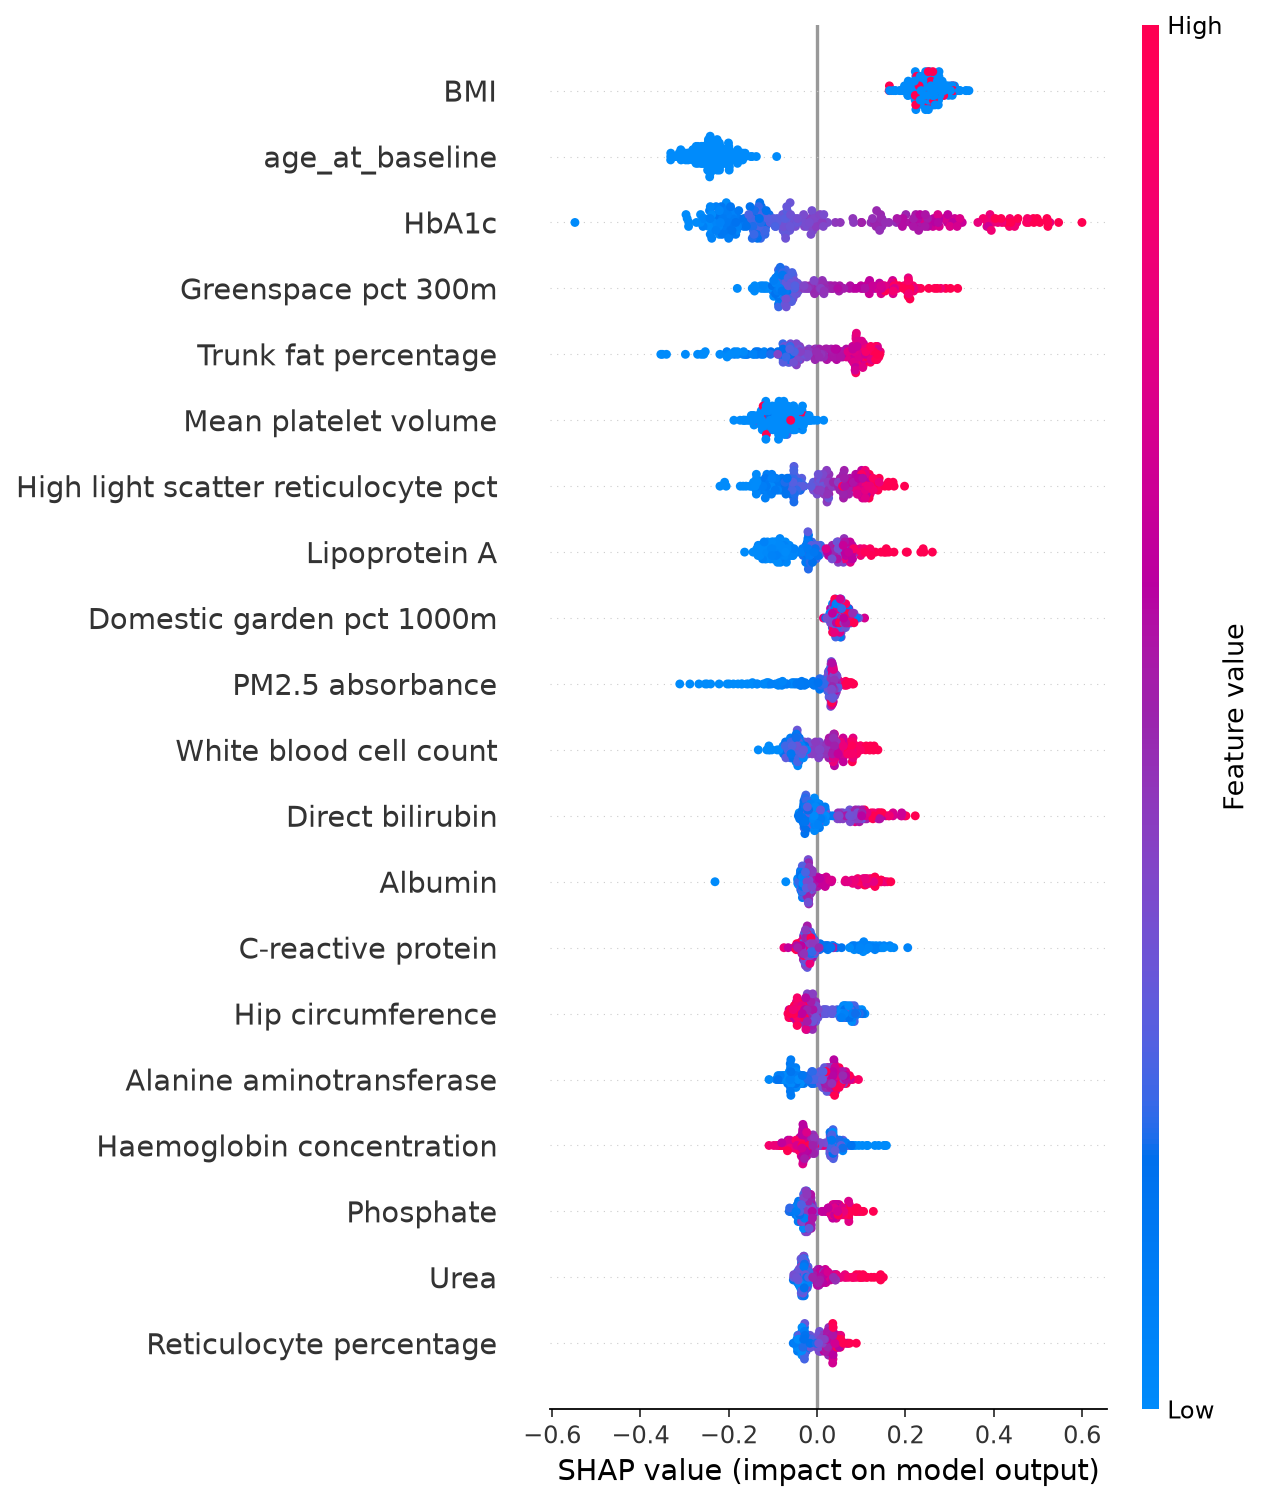 High
BMI
age_at_baseline
HbA1c
Greenspace pct 300m
Trunk fat percentage
Mean platelet volume
High light scatter reticulocyte pct
Lipoprotein A
Domestic garden pct 1000m
PM2.5 absorbance
White blood cell count
Direct bilirubin
Albumin
C-reactive protein
Hip circumference
Alanine aminotransferase
Haemoglobin concentration
Phosphate
Urea
Reticulocyte percentage
Feature value
Low
−0.6 −0.4 −0.2 0.0 0.2 0.4 0.6
SHAP value (impact on model output)